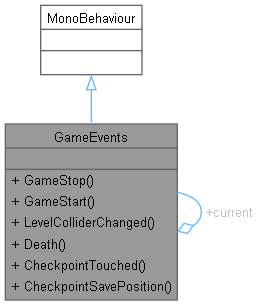 MonoBehaviour
GameEvents
+ GameStop()
+ GameStart()
+ LevelColliderChanged()
+current
+ Death()
+ CheckpointTouched()
+ CheckpointSavePosition()